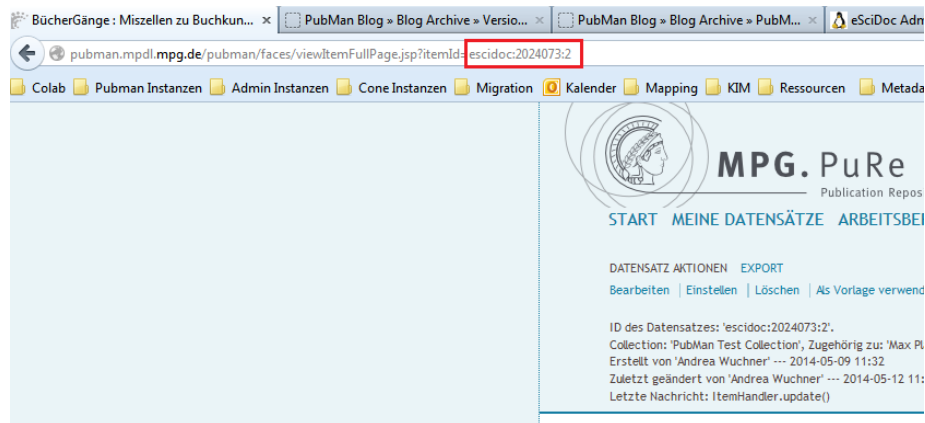 BücherGänge : Miszellen zu Buchkun... × PubMan Blog » Blog Archive » Versio... × PubMan Blog » Blog Archive » PubM... × eSciDoc Adm
pubman.mpdl.mpg.de/pubman/faces/viewItemFullPage.jsp?itemId=escidoc:2024073:2
Colab Pubman Instanzen Admin Instanzen Cone Instanzen Migration Kalender Mapping KIM Ressourcen Metada
MPG. PuRe
Publication Repos
START MEINE DATENSÄTZE ARBEITSBEI
DATENSATZ AKTIONEN EXPORT
Bearbeiten | Einstellen | Löschen | Als Vorlage verwend
ID des Datensatzes: 'escidoc:2024073:2'.
Collection: 'PubMan Test Collection', Zugehörig zu: 'Max Pl
Erstellt von 'Andrea Wuchner' --- 2014-05-09 11:32
Zuletzt geändert von 'Andrea Wuchner' --- 2014-05-12 11:
Letzte Nachricht: ItemHandler.update()